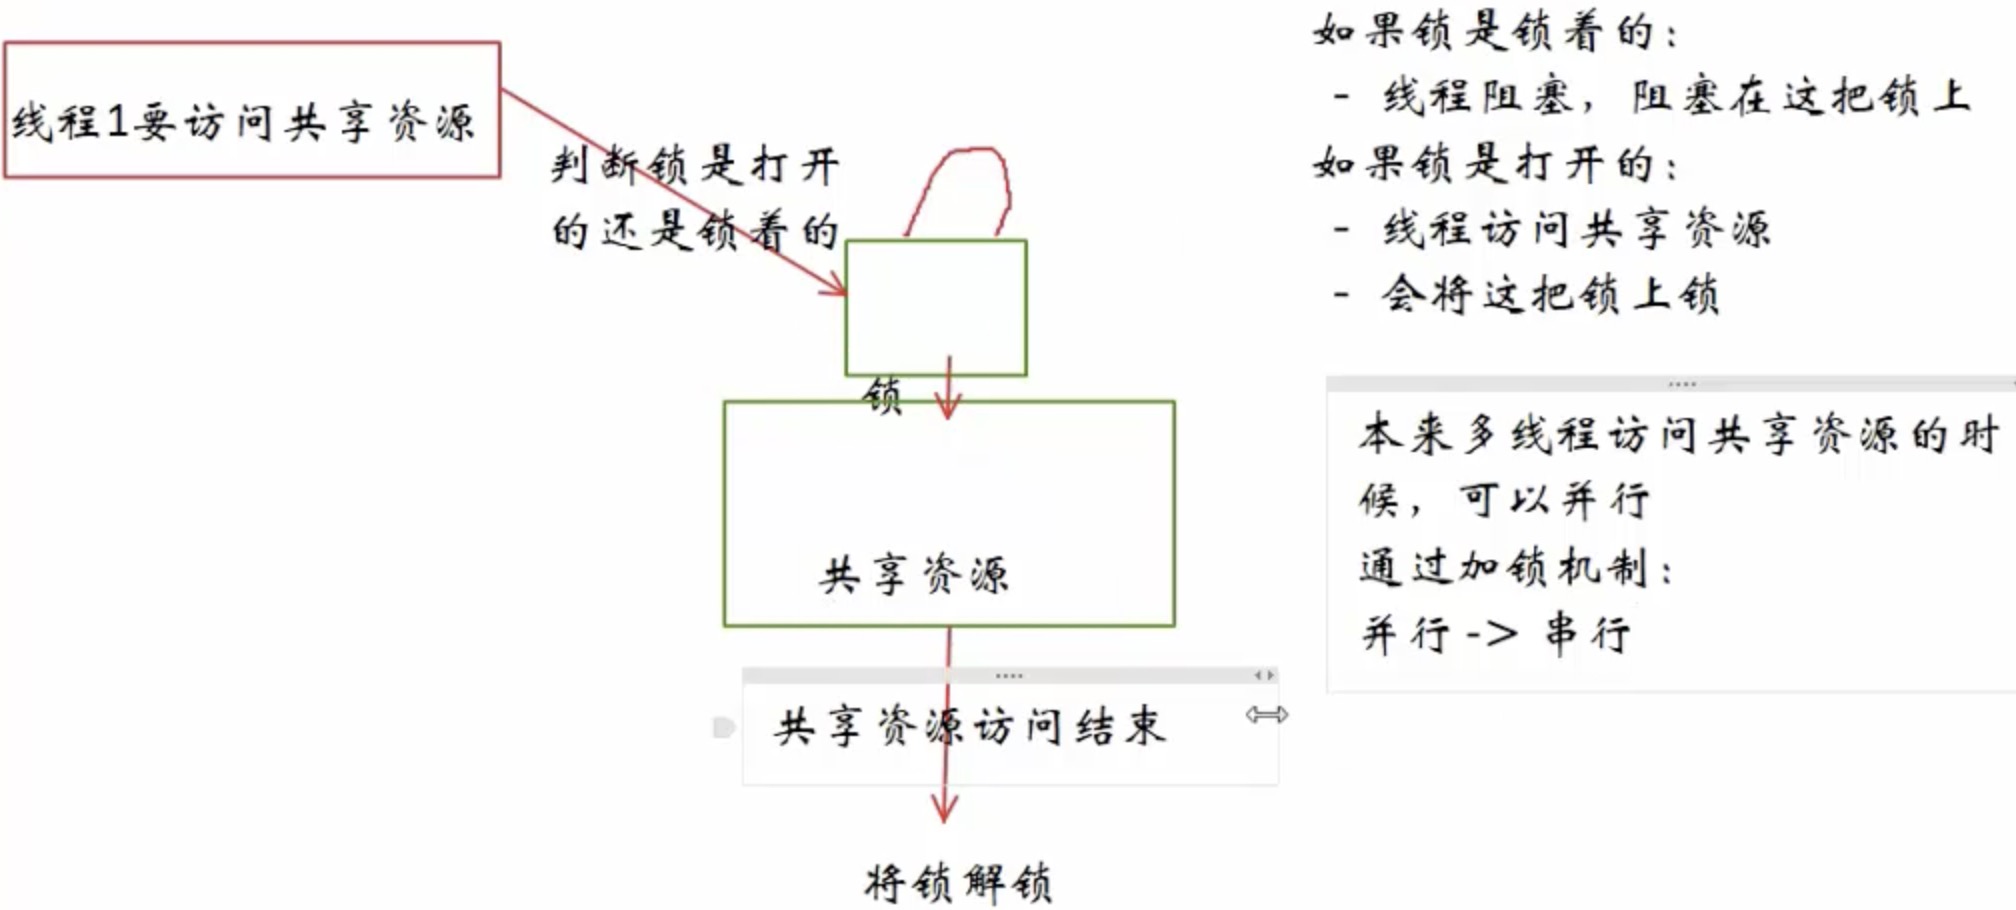 线程1要访问共享资源
判断锁是打开
的还是锁着的
锁
共享资源
共享资源访问结束
将锁解锁
如果锁是锁着的:
- 线程阻塞, 阻塞在这把锁上
如果锁是打开的:
- 线程访问共享资源
- 会将这把锁上锁
本来多线程访问共享资源的时
候, 可以并行
通过加锁机制:
并行 -> 串行